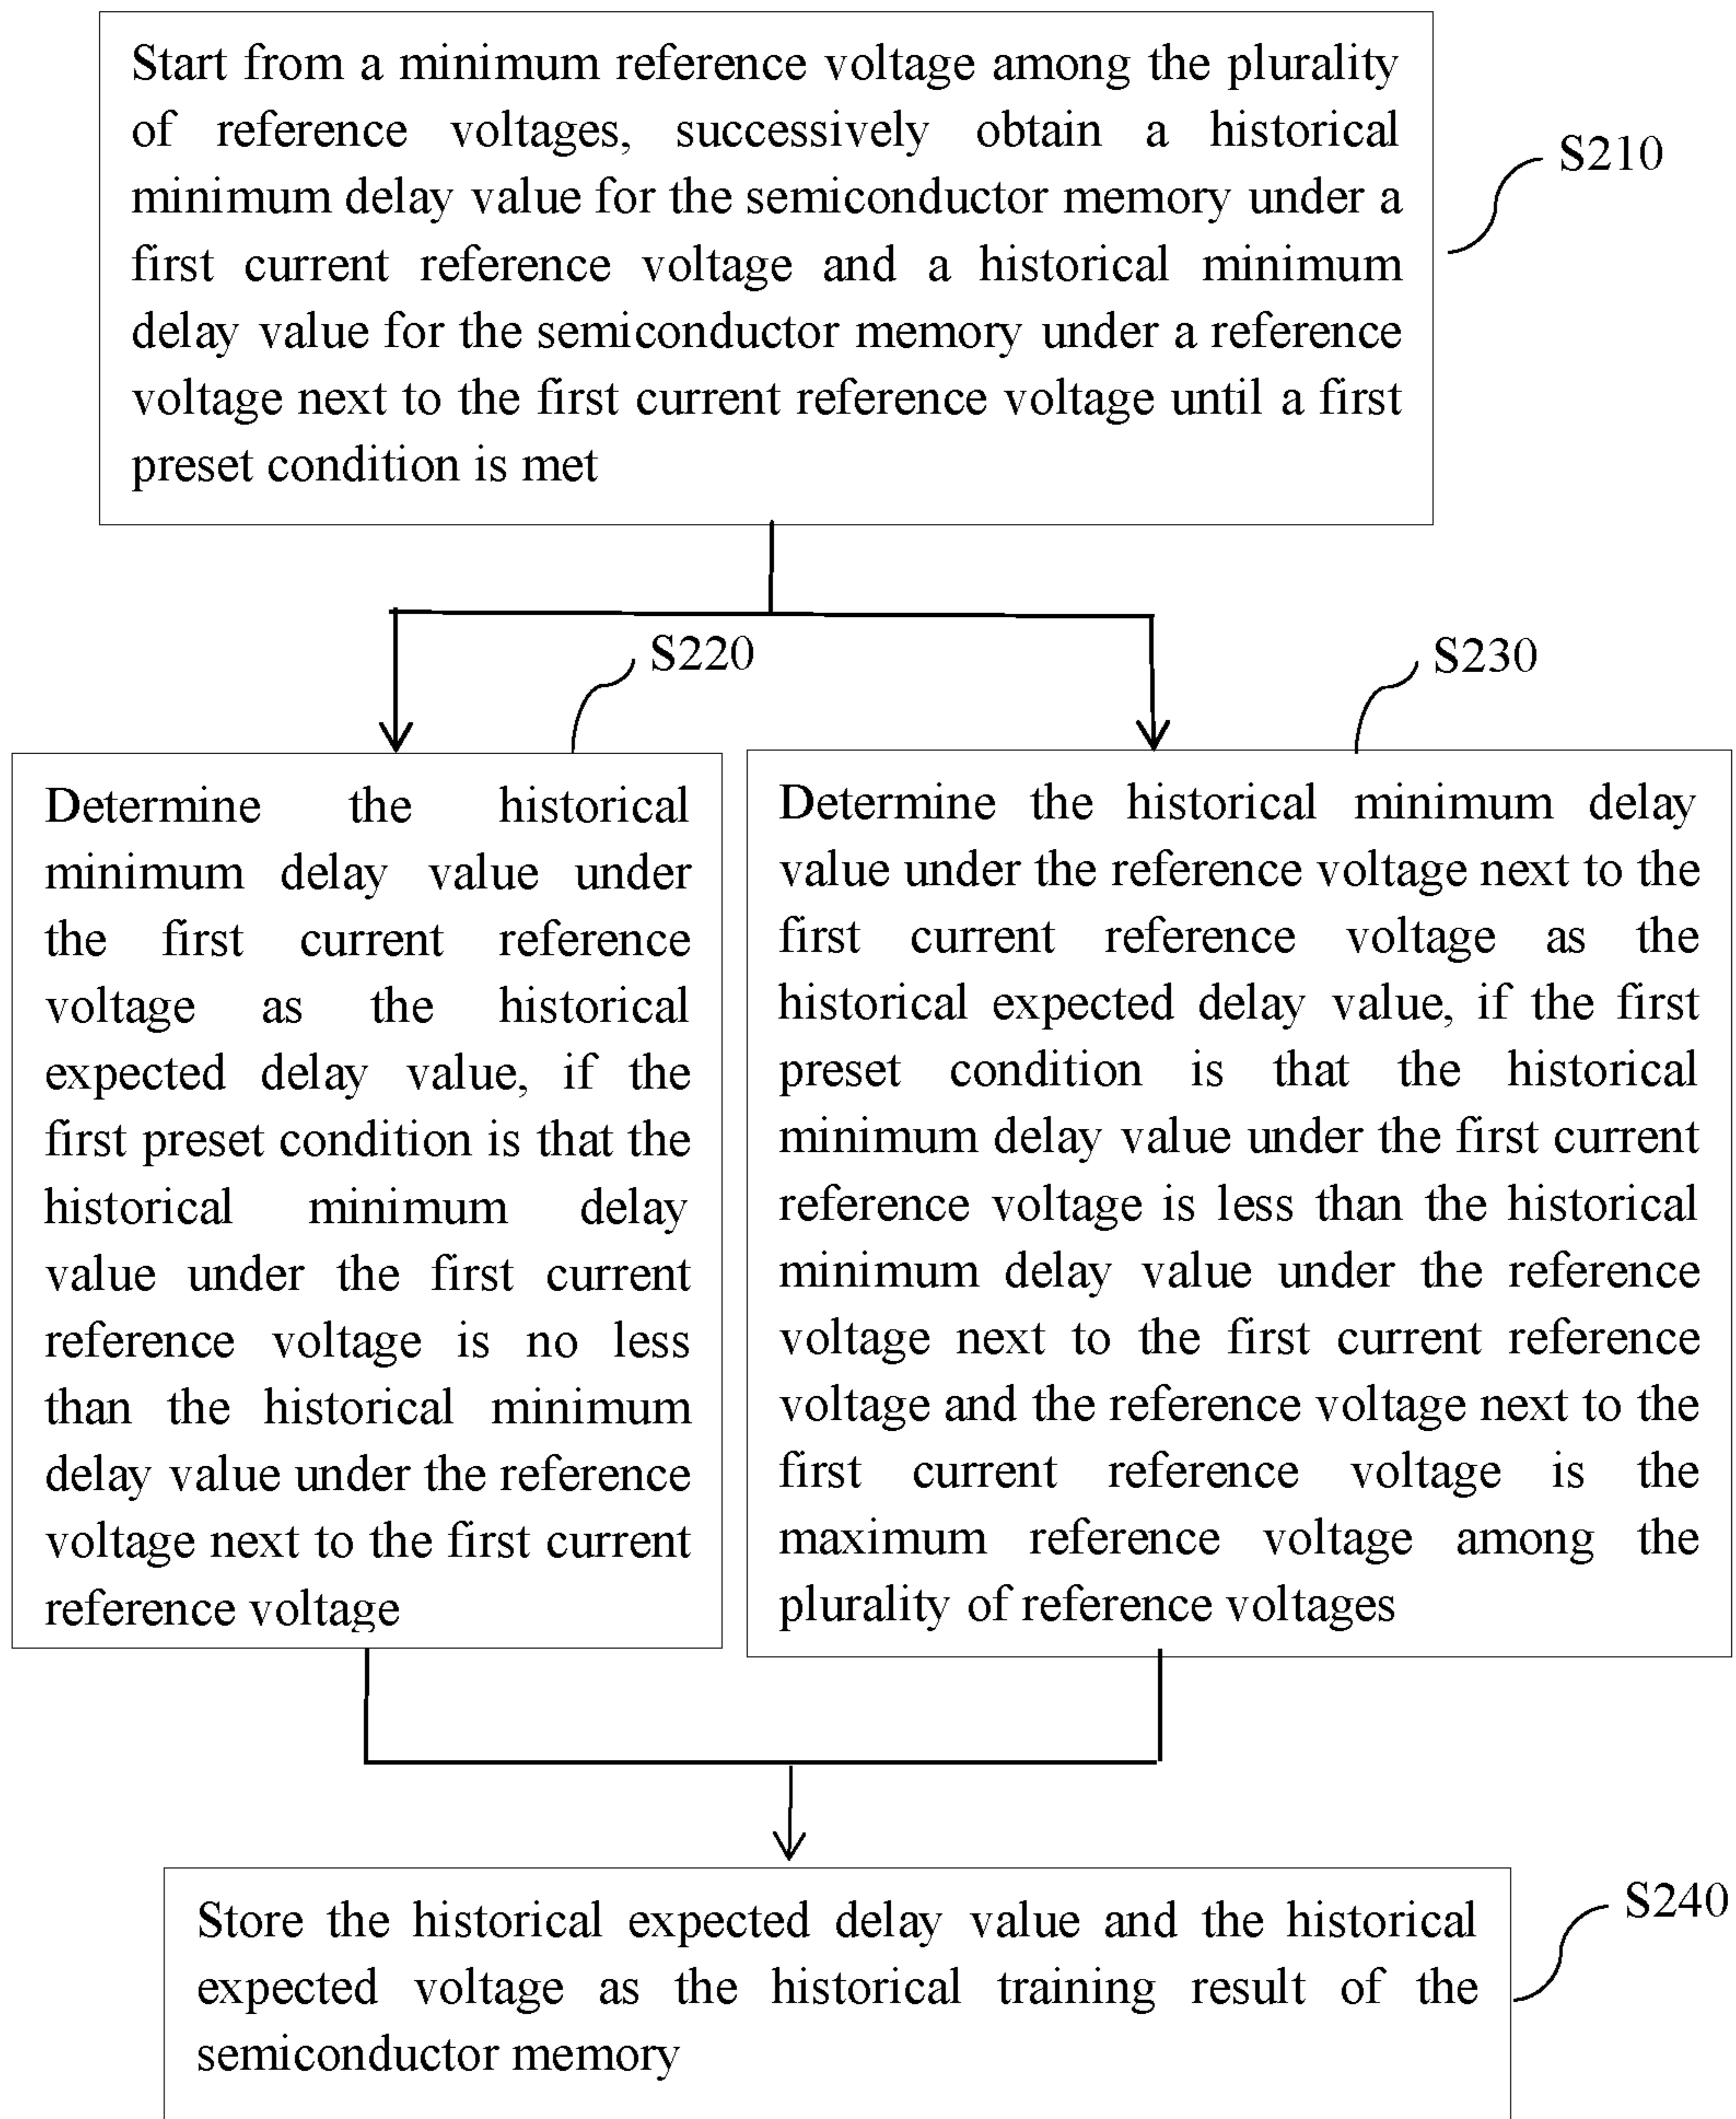 Start from a minimum reference voltage among the plurality
of reference voltages, successively obtain a historical
minimum delay value for the semiconductor memory under a
first current reference voltage and a historical minimum
delay value for the semiconductor memory under a reference
voltage next to the first current reference voltage until a first
preset condition is met
S210
S220
Determine the historical
minimum delay value under
the first current reference
voltage as the historical
expected delay value, if the
first preset condition is that the
historical minimum delay
value under the first current
reference voltage is no less
than the historical minimum
delay value under the reference
voltage next to the first current
reference voltage
S230
Determine the historical minimum delay
value under the reference voltage next to the
first current reference voltage as the
historical expected delay value, if the first
preset condition is that the historical
minimum delay value under the first current
reference voltage is less than the historical
minimum delay value under the reference
voltage next to the first current reference
voltage and the reference voltage next to the
first current reference voltage is the
maximum reference voltage among the
plurality of reference voltages
Store the historical expected delay value and the historical
expected voltage as the historical training result of the
semiconductor memory
S240